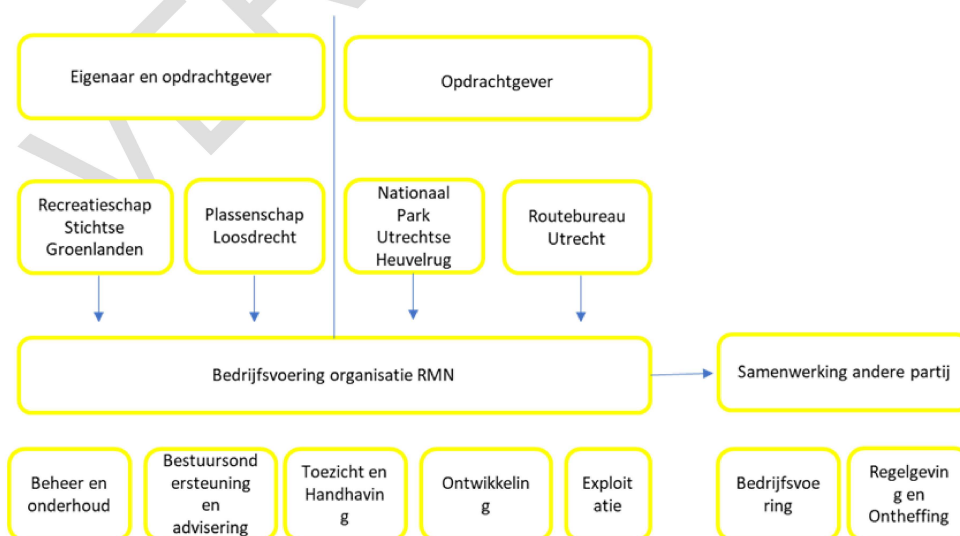 Eigenaar en opdrachtgever
Opdrachtgever
Recreatieschap
Stichtse
Groenlanden
Plassenschap
Loosdrecht
Nationaal
Park
Utrechtse
Heuvelrug
Routebureau
Utrecht
Bedrijfsvoering organisatie RMN
Samenwerking andere partij
Beheer en
onderhoud
Bestuursond
ersteuning
en
advisering
Toezicht en
Handhavin
g
Ontwikkelin
g
Exploit
atie
Bedrijfsvoe
ring
Regelgevin
g en
Ontheffing